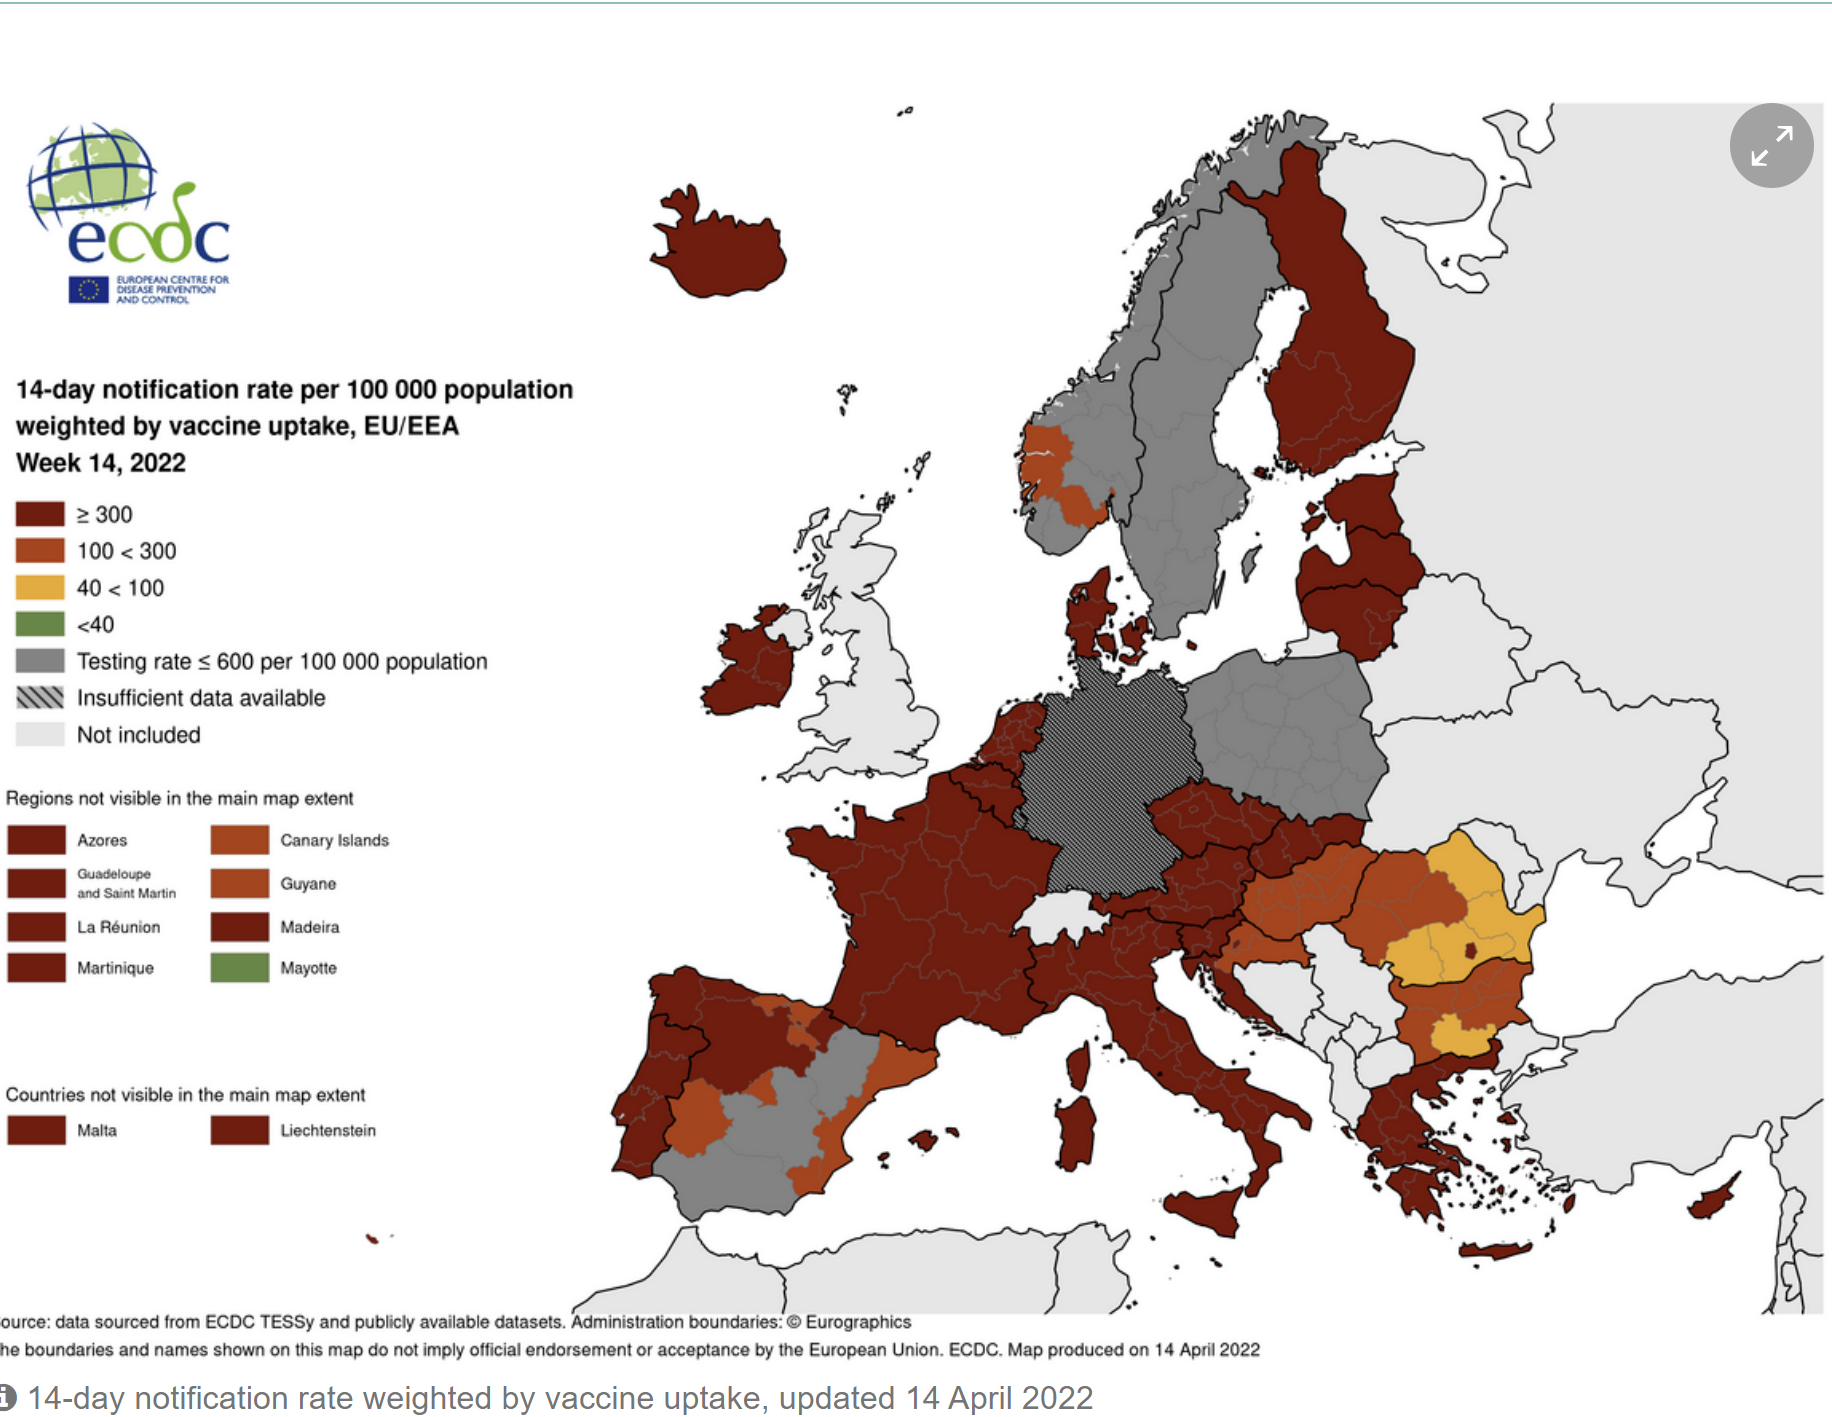 ecdc
EUROPEAN CENTRE FOR
DISEASE PREVENTION
AND CONTROL
14-day notification rate per 100 000 population
weighted by vaccine uptake, EU/EEA
Week 14, 2022
≥ 300
100 < 300
40 < 100
<40
Testing rate ≤ 600 per 100 000 population
Insufficient data available
Not included
Regions not visible in the main map extent
Azores
Canary Islands
Guadeloupe
and Saint Martin
Guyane
La Réunion
Madeira
Martinique
Mayotte
Countries not visible in the main map extent
Malta
Liechtenstein
ource: data sourced from ECDC TESSy and publicly available datasets. Administration boundaries: © Eurographics
he boundaries and names shown on this map do not imply official endorsement or acceptance by the European Union. ECDC. Map produced on 14 April 2022
14-day notification rate weighted by vaccine uptake, updated 14 April 2022